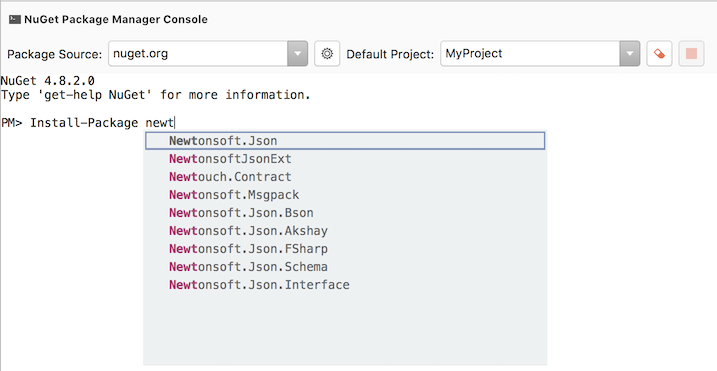 NuGet Package Manager Console
Package Source: nuget.org Default Project: MyProject
NuGet 4.8.2.0
Type 'get-help NuGet' for more information.
PM> Install-Package newt
Newtonsoft.Json
NewtonsoftJsonExt
Newtouch.Contract
Newtonsoft.Msgpack
Newtonsoft.Json.Bson
Newtonsoft.Json.Akshay
Newtonsoft.Json.FSharp
Newtonsoft.Json.Schema
Newtonsoft.Json.Interface